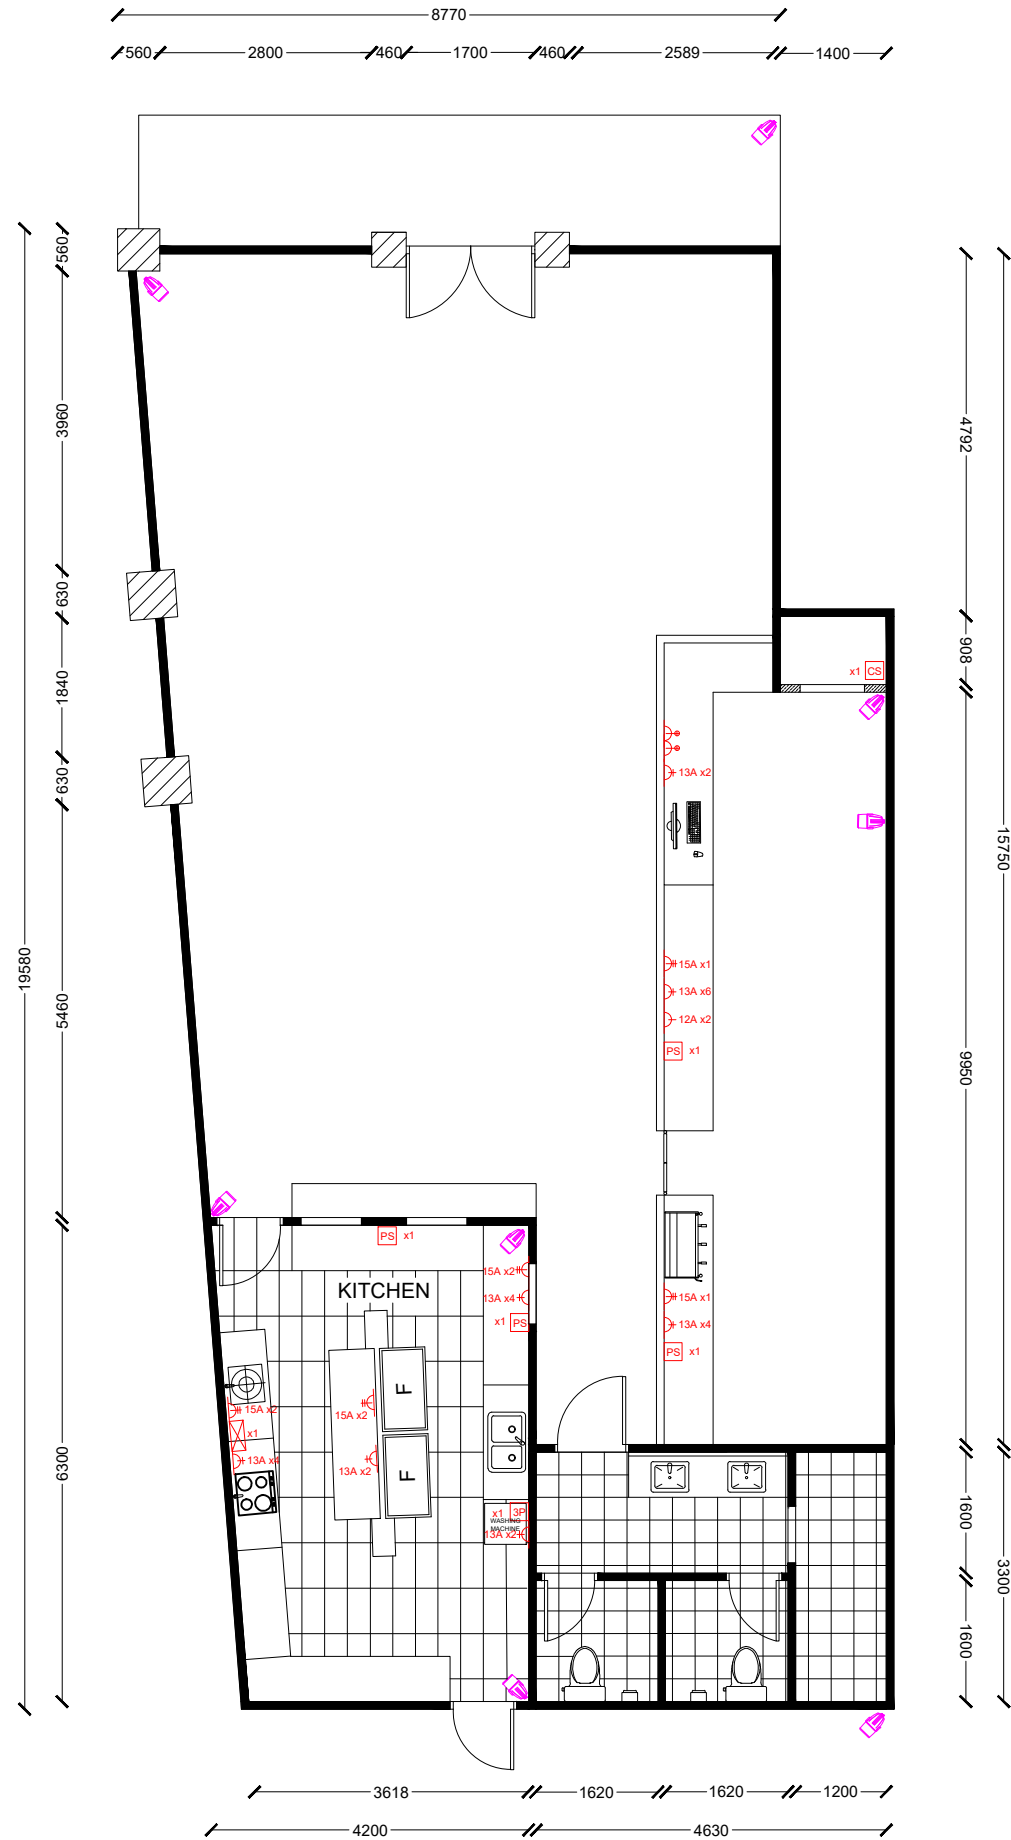 8770
560
2800
460
1700
460
2589
1400
560
3960
630
1840
630
5460
6300
19580
4792
908
9950
15750
1600
1600
3300
x1 CS
13A x2
15A x1
13A x6
12A x2
PS x1
PS x1
15A x2
KITCHEN
13A x4
x1 PS
15A x1
13A x4
PS x1
F
15A x2
15A x2
x1
13A x4
13A x2
F
x1 3P
WASHING
MACHINE
13A x2
3618
1620
1620
1200
4200
4630